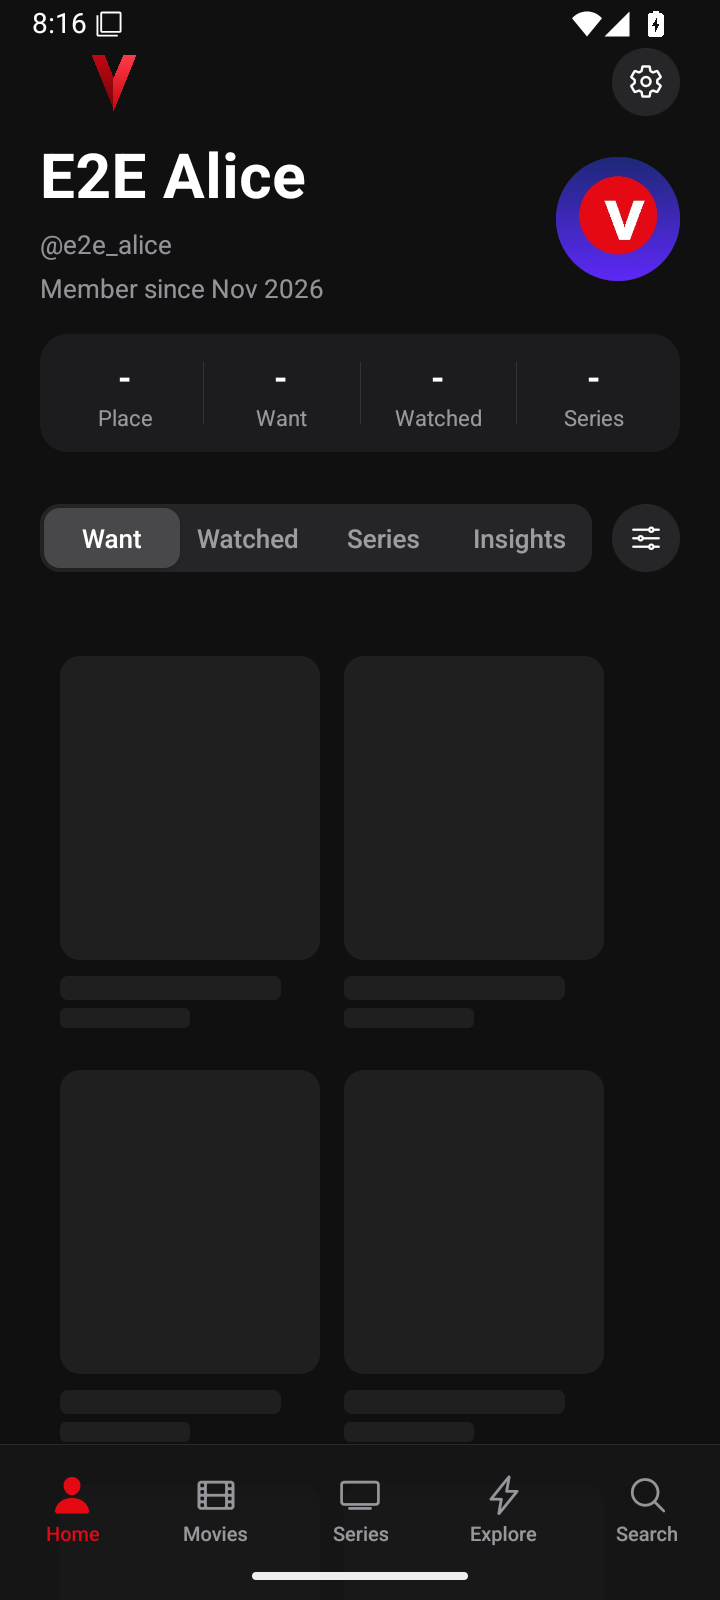 8:16
E2E Alice
@e2e_alice
Member since Nov 2026
- - - -
Place Want Watched Series
Want Watched Series Insights
Home Movies Series Explore Search